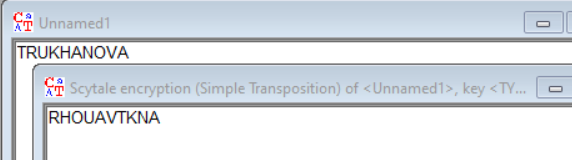 Unnamed1
TRUKHANOVA
Scytale encryption (Simple Transposition) of <Unnamed1>, key <TY...
RHOUAVTKNA